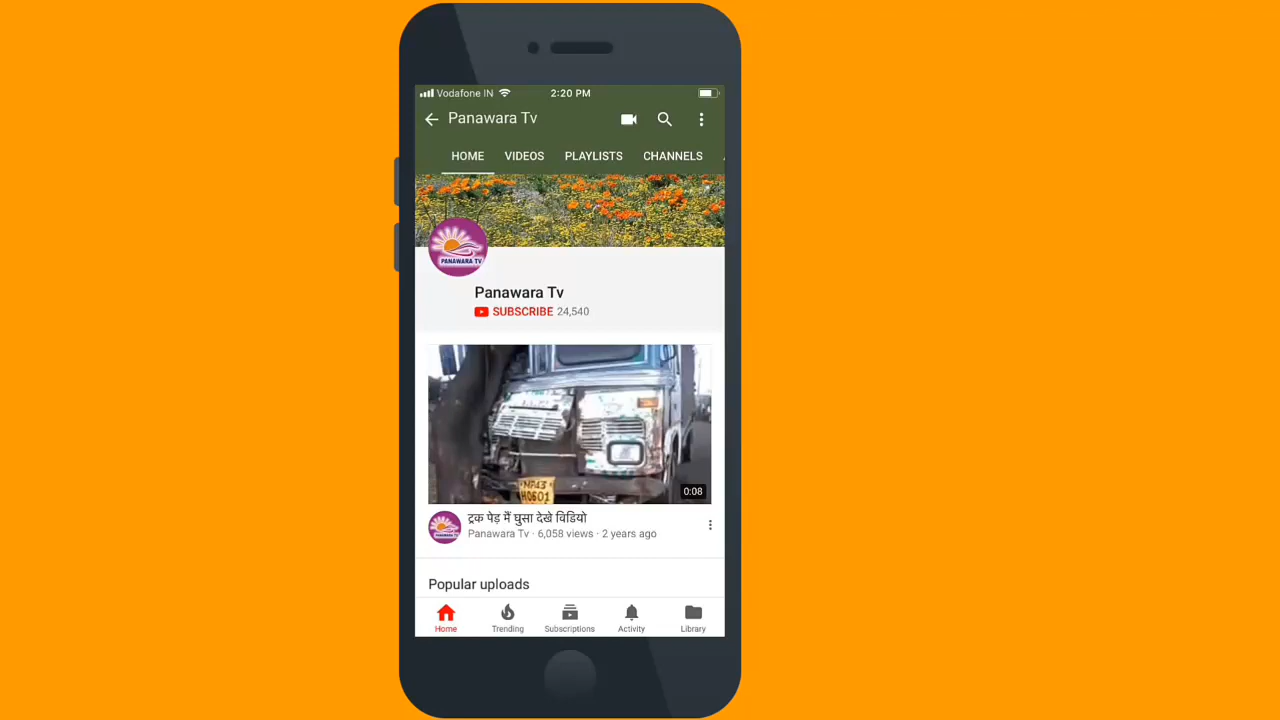 Vodafone IN 2:20 PM
Panawara Tv
HOME VIDEOS PLAYLISTS CHANNELS
PANAWARA TV
Panawara Tv
SUBSCRIBE 24,540
H0601
0:08
ट्रक पेड़ मैं घुसा देखे विडियो
Panawara Tv · 6,058 views · 2 years ago
Popular uploads
Home Trending Subscriptions Activity Library